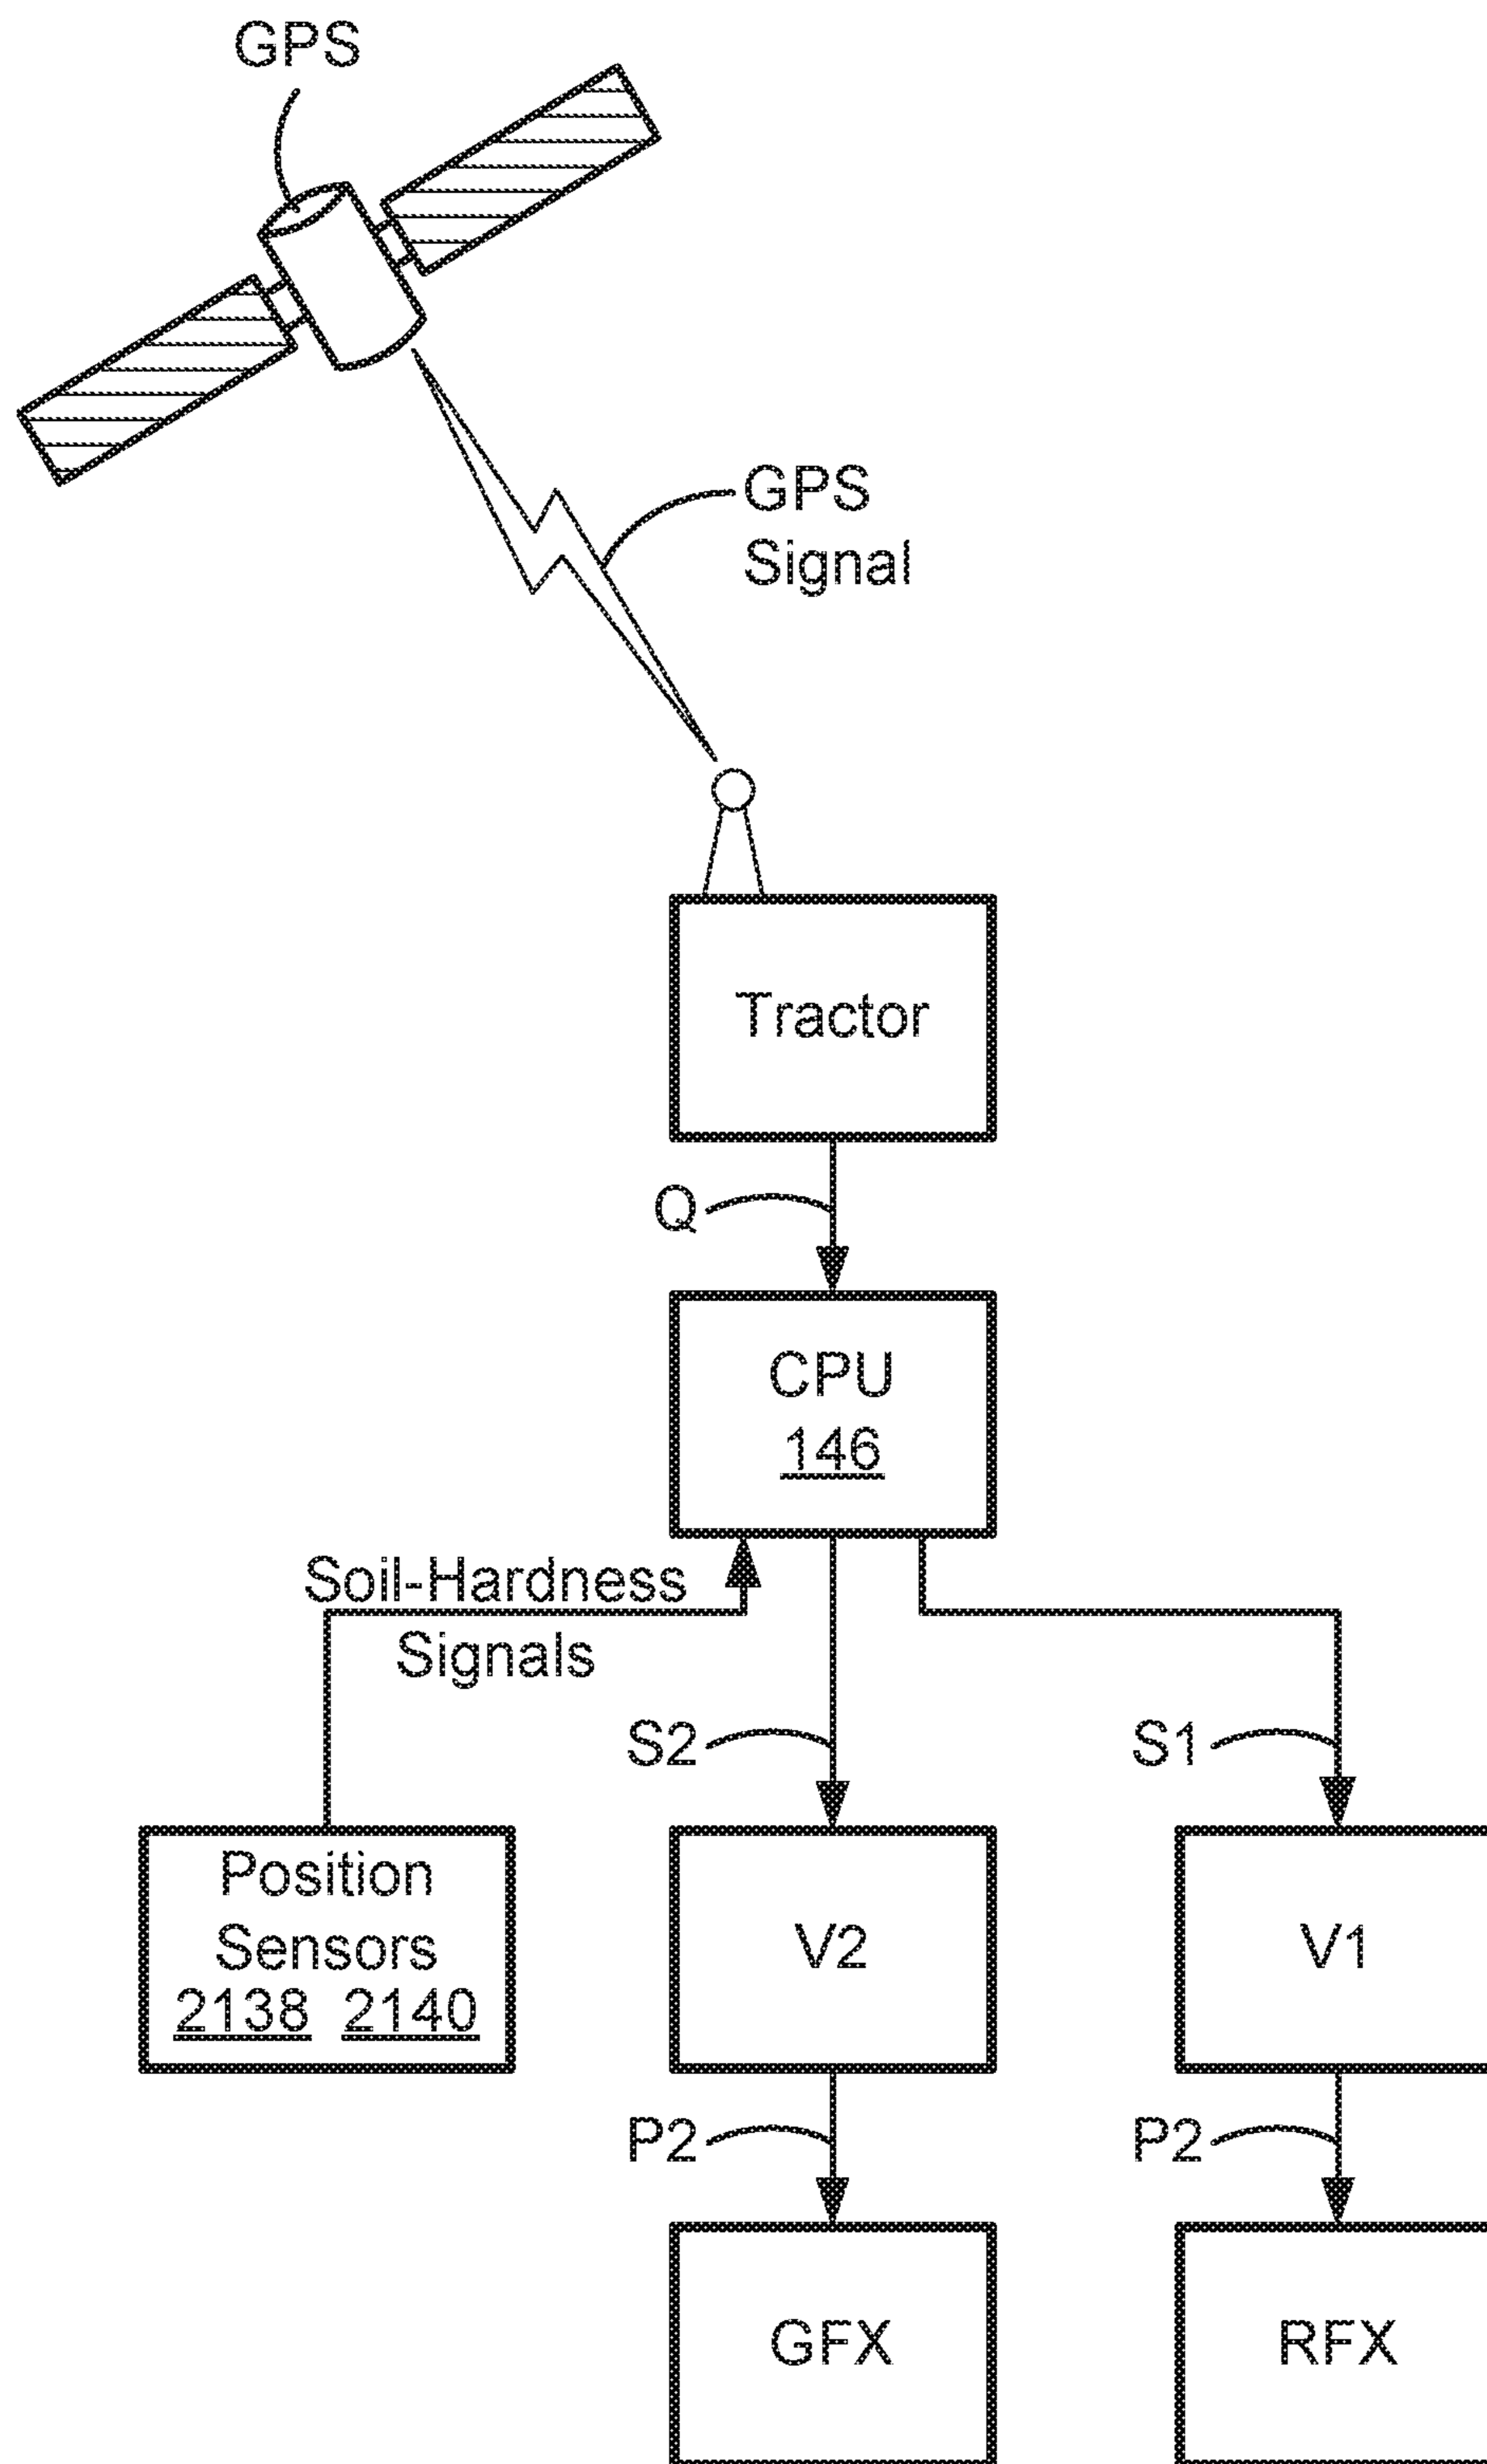 GPS
GPS
Signal
Tractor
Q
CPU
146
Soil-Hardness
Signals
S2
S1
Position
Sensors
2138 2140
V2
V1
P2
P2
GFX
RFX